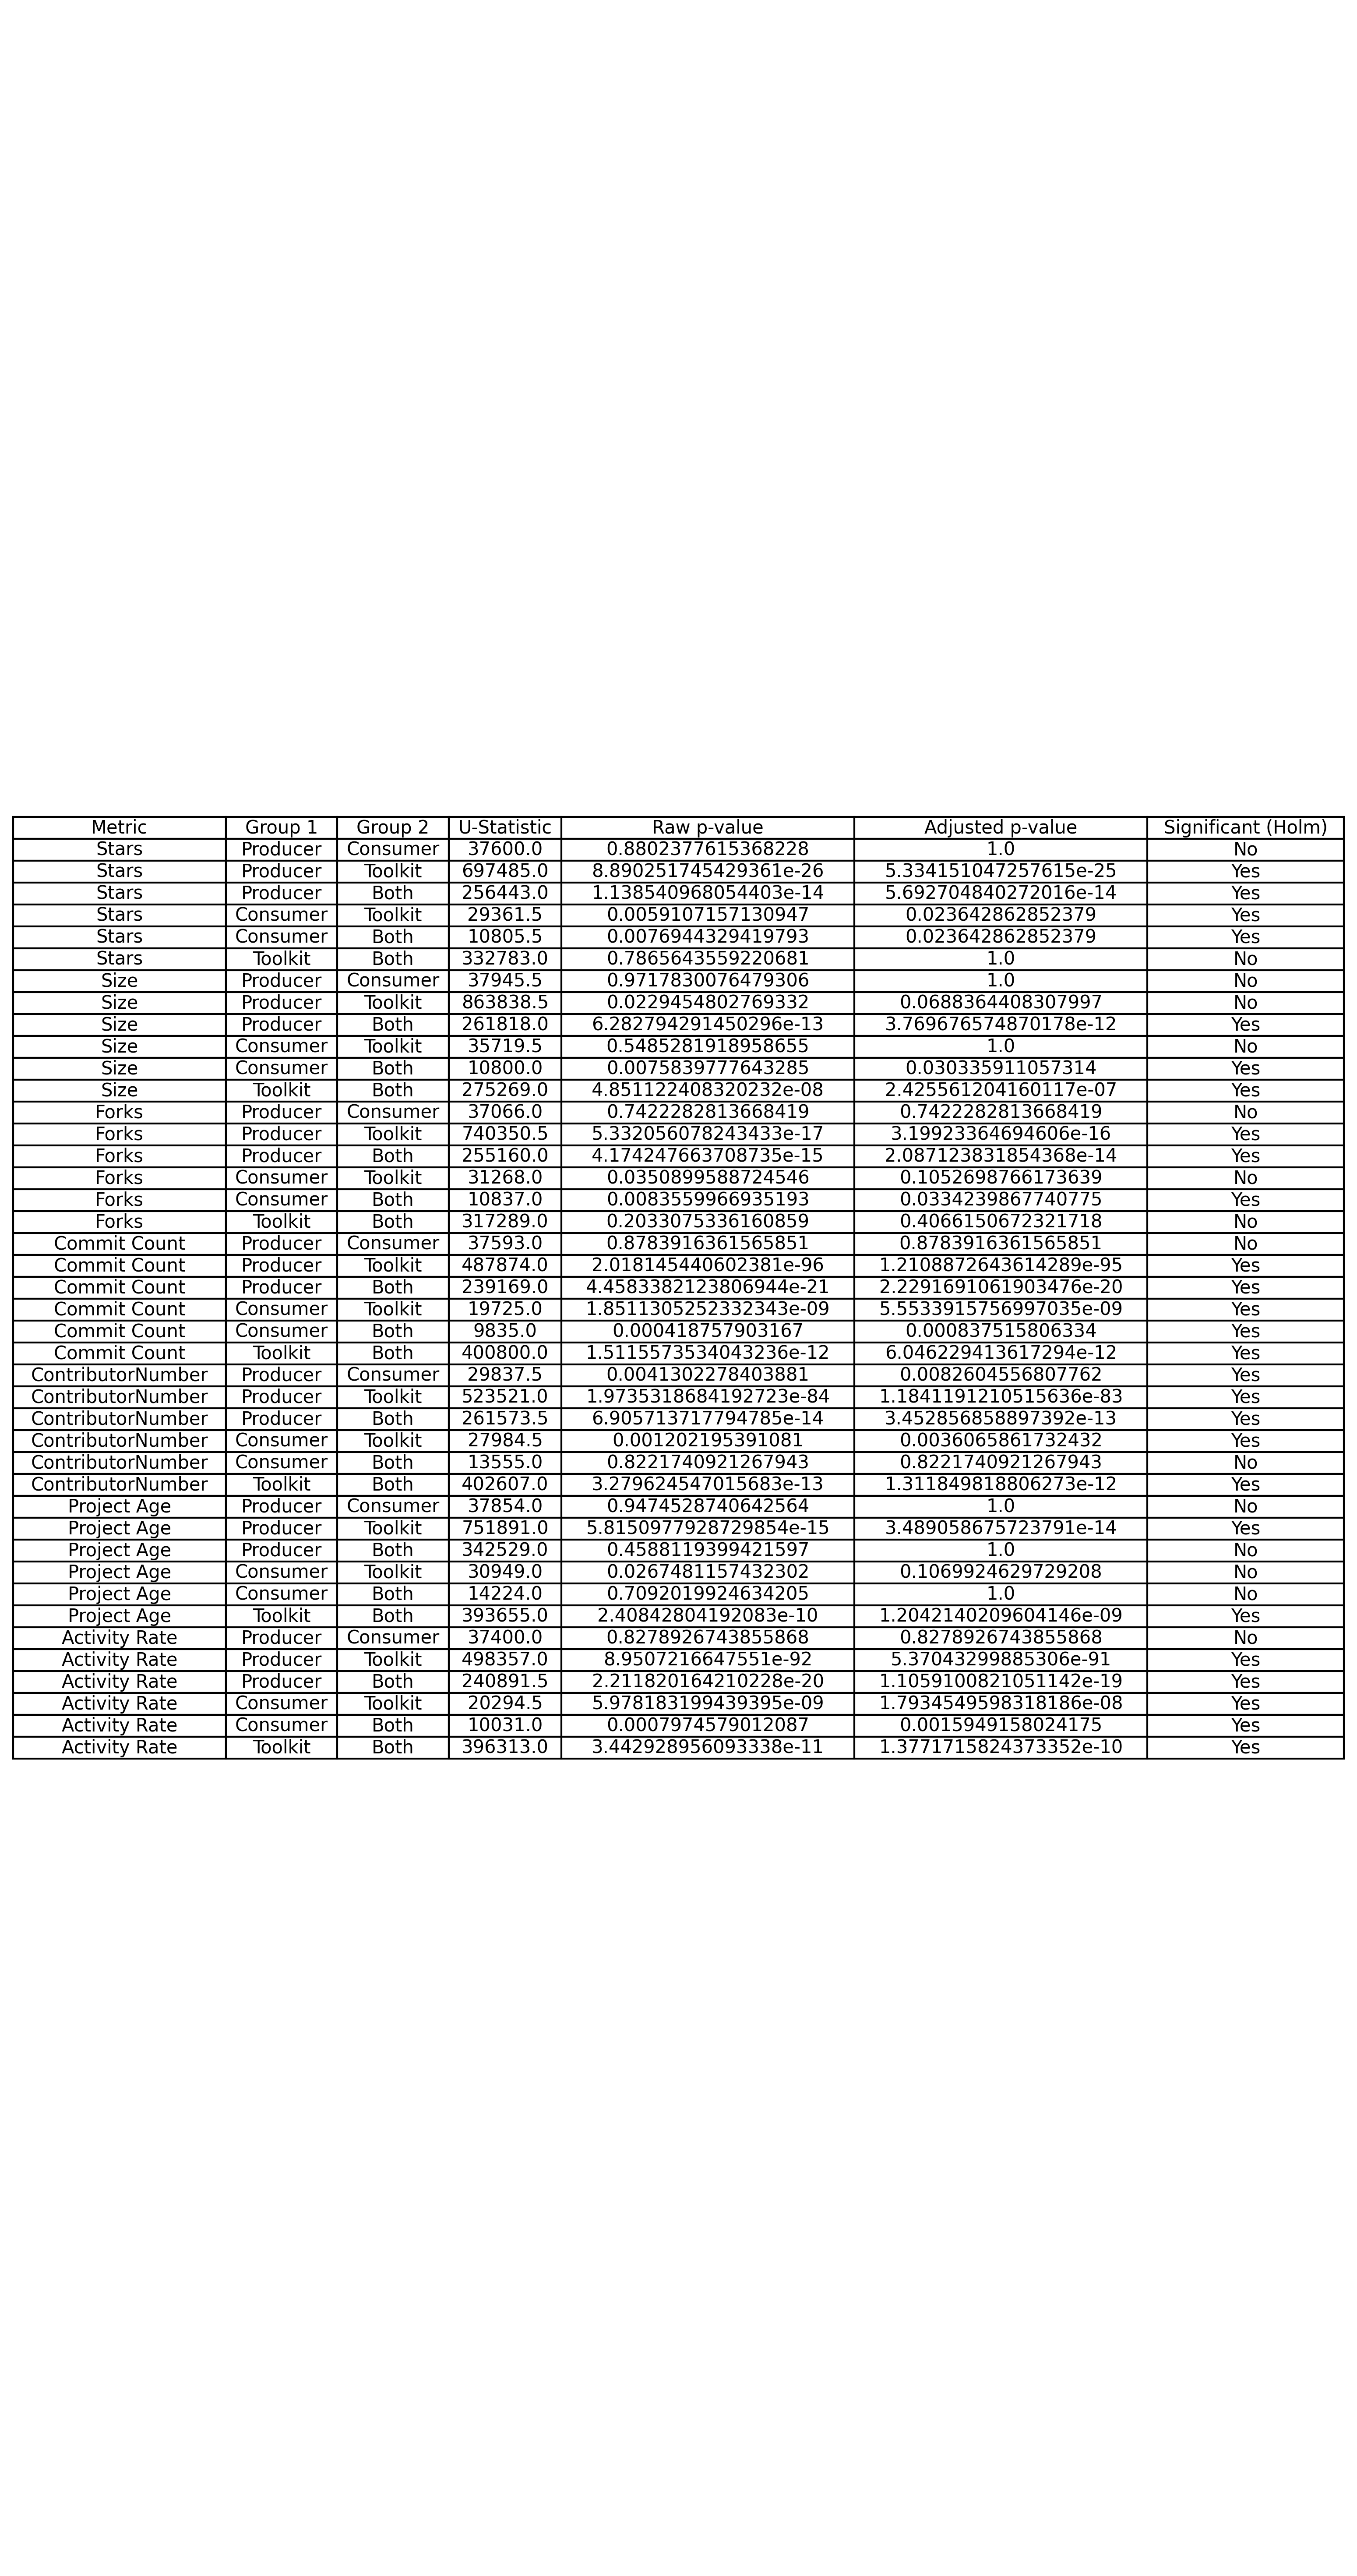 Metric Group 1 Group 2 U-Statistic Raw p-value Adjusted p-value Significant (Holm)
Stars Producer Consumer 37600.0 0.8802377615368228 1.0 No
Stars Producer Toolkit 697485.0 8.890251745429361e-26 5.334151047257615e-25 Yes
Stars Producer Both 256443.0 1.138540968054403e-14 5.692704840272016e-14 Yes
Stars Consumer Toolkit 29361.5 0.0059107157130947 0.023642862852379 Yes
Stars Consumer Both 10805.5 0.0076944329419793 0.023642862852379 Yes
Stars Toolkit Both 332783.0 0.7865643559220681 1.0 No
Size Producer Consumer 37945.5 0.9717830076479306 1.0 No
Size Producer Toolkit 863838.5 0.0229454802769332 0.0688364408307997 No
Size Producer Both 261818.0 6.282794291450296e-13 3.769676574870178e-12 Yes
Size Consumer Toolkit 35719.5 0.5485281918958655 1.0 No
Size Consumer Both 10800.0 0.0075839777643285 0.030335911057314 Yes
Size Toolkit Both 275269.0 4.851122408320232e-08 2.425561204160117e-07 Yes
Forks Producer Consumer 37066.0 0.7422282813668419 0.7422282813668419 No
Forks Producer Toolkit 740350.5 5.332056078243433e-17 3.19923364694606e-16 Yes
Forks Producer Both 255160.0 4.174247663708735e-15 2.087123831854368e-14 Yes
Forks Consumer Toolkit 31268.0 0.0350899588724546 0.1052698766173639 No
Forks Consumer Both 10837.0 0.0083559966935193 0.0334239867740775 Yes
Forks Toolkit Both 317289.0 0.2033075336160859 0.4066150672321718 No
Commit Count Producer Consumer 37593.0 0.8783916361565851 0.8783916361565851 No
Commit Count Producer Toolkit 487874.0 2.018145440602381e-96 1.2108872643614289e-95 Yes
Commit Count Producer Both 239169.0 4.4583382123806944e-21 2.2291691061903476e-20 Yes
Commit Count Consumer Toolkit 19725.0 1.8511305252332343e-09 5.5533915756997035e-09 Yes
Commit Count Consumer Both 9835.0 0.000418757903167 0.000837515806334 Yes
Commit Count Toolkit Both 400800.0 1.5115573534043236e-12 6.046229413617294e-12 Yes
ContributorNumber Producer Consumer 29837.5 0.0041302278403881 0.0082604556807762 Yes
ContributorNumber Producer Toolkit 523521.0 1.9735318684192723e-84 1.1841191210515636e-83 Yes
ContributorNumber Producer Both 261573.5 6.905713717794785e-14 3.452856858897392e-13 Yes
ContributorNumber Consumer Toolkit 27984.5 0.001202195391081 0.0036065861732432 Yes
ContributorNumber Consumer Both 13555.0 0.8221740921267943 0.8221740921267943 No
ContributorNumber Toolkit Both 402607.0 3.279624547015683e-13 1.311849818806273e-12 Yes
Project Age Producer Consumer 37854.0 0.9474528740642564 1.0 No
Project Age Producer Toolkit 751891.0 5.8150977928729854e-15 3.489058675723791e-14 Yes
Project Age Producer Both 342529.0 0.4588119399421597 1.0 No
Project Age Consumer Toolkit 30949.0 0.0267481157432302 0.1069924629729208 No
Project Age Consumer Both 14224.0 0.7092019924634205 1.0 No
Project Age Toolkit Both 393655.0 2.40842804192083e-10 1.2042140209604146e-09 Yes
Activity Rate Producer Consumer 37400.0 0.8278926743855868 0.8278926743855868 No
Activity Rate Producer Toolkit 498357.0 8.9507216647551e-92 5.37043299885306e-91 Yes
Activity Rate Producer Both 240891.5 2.211820164210228e-20 1.1059100821051142e-19 Yes
Activity Rate Consumer Toolkit 20294.5 5.978183199439395e-09 1.7934549598318186e-08 Yes
Activity Rate Consumer Both 10031.0 0.0007974579012087 0.0015949158024175 Yes
Activity Rate Toolkit Both 396313.0 3.442928956093338e-11 1.3771715824373352e-10 Yes